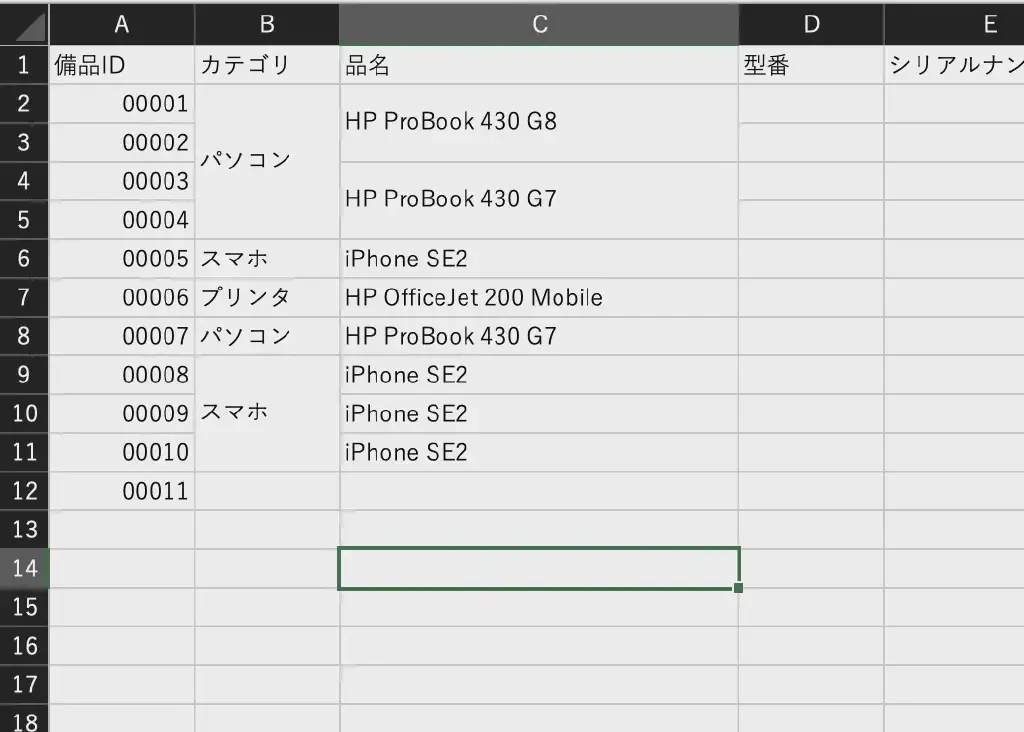 A B C D E
1 備品ID カテゴリ 品名 型番 シリアルナン
2 00001 HP ProBook 430 G8
3 00002 パソコン
4 00003 HP ProBook 430 G7
5 00004
6 00005 スマホ iPhone SE2
7 00006 プリンタ HP OfficeJet 200 Mobile
8 00007 パソコン HP ProBook 430 G7
9 00008 iPhone SE2
10 00009 スマホ iPhone SE2
11 00010 iPhone SE2
12 00011
13
14
15
16
17
18